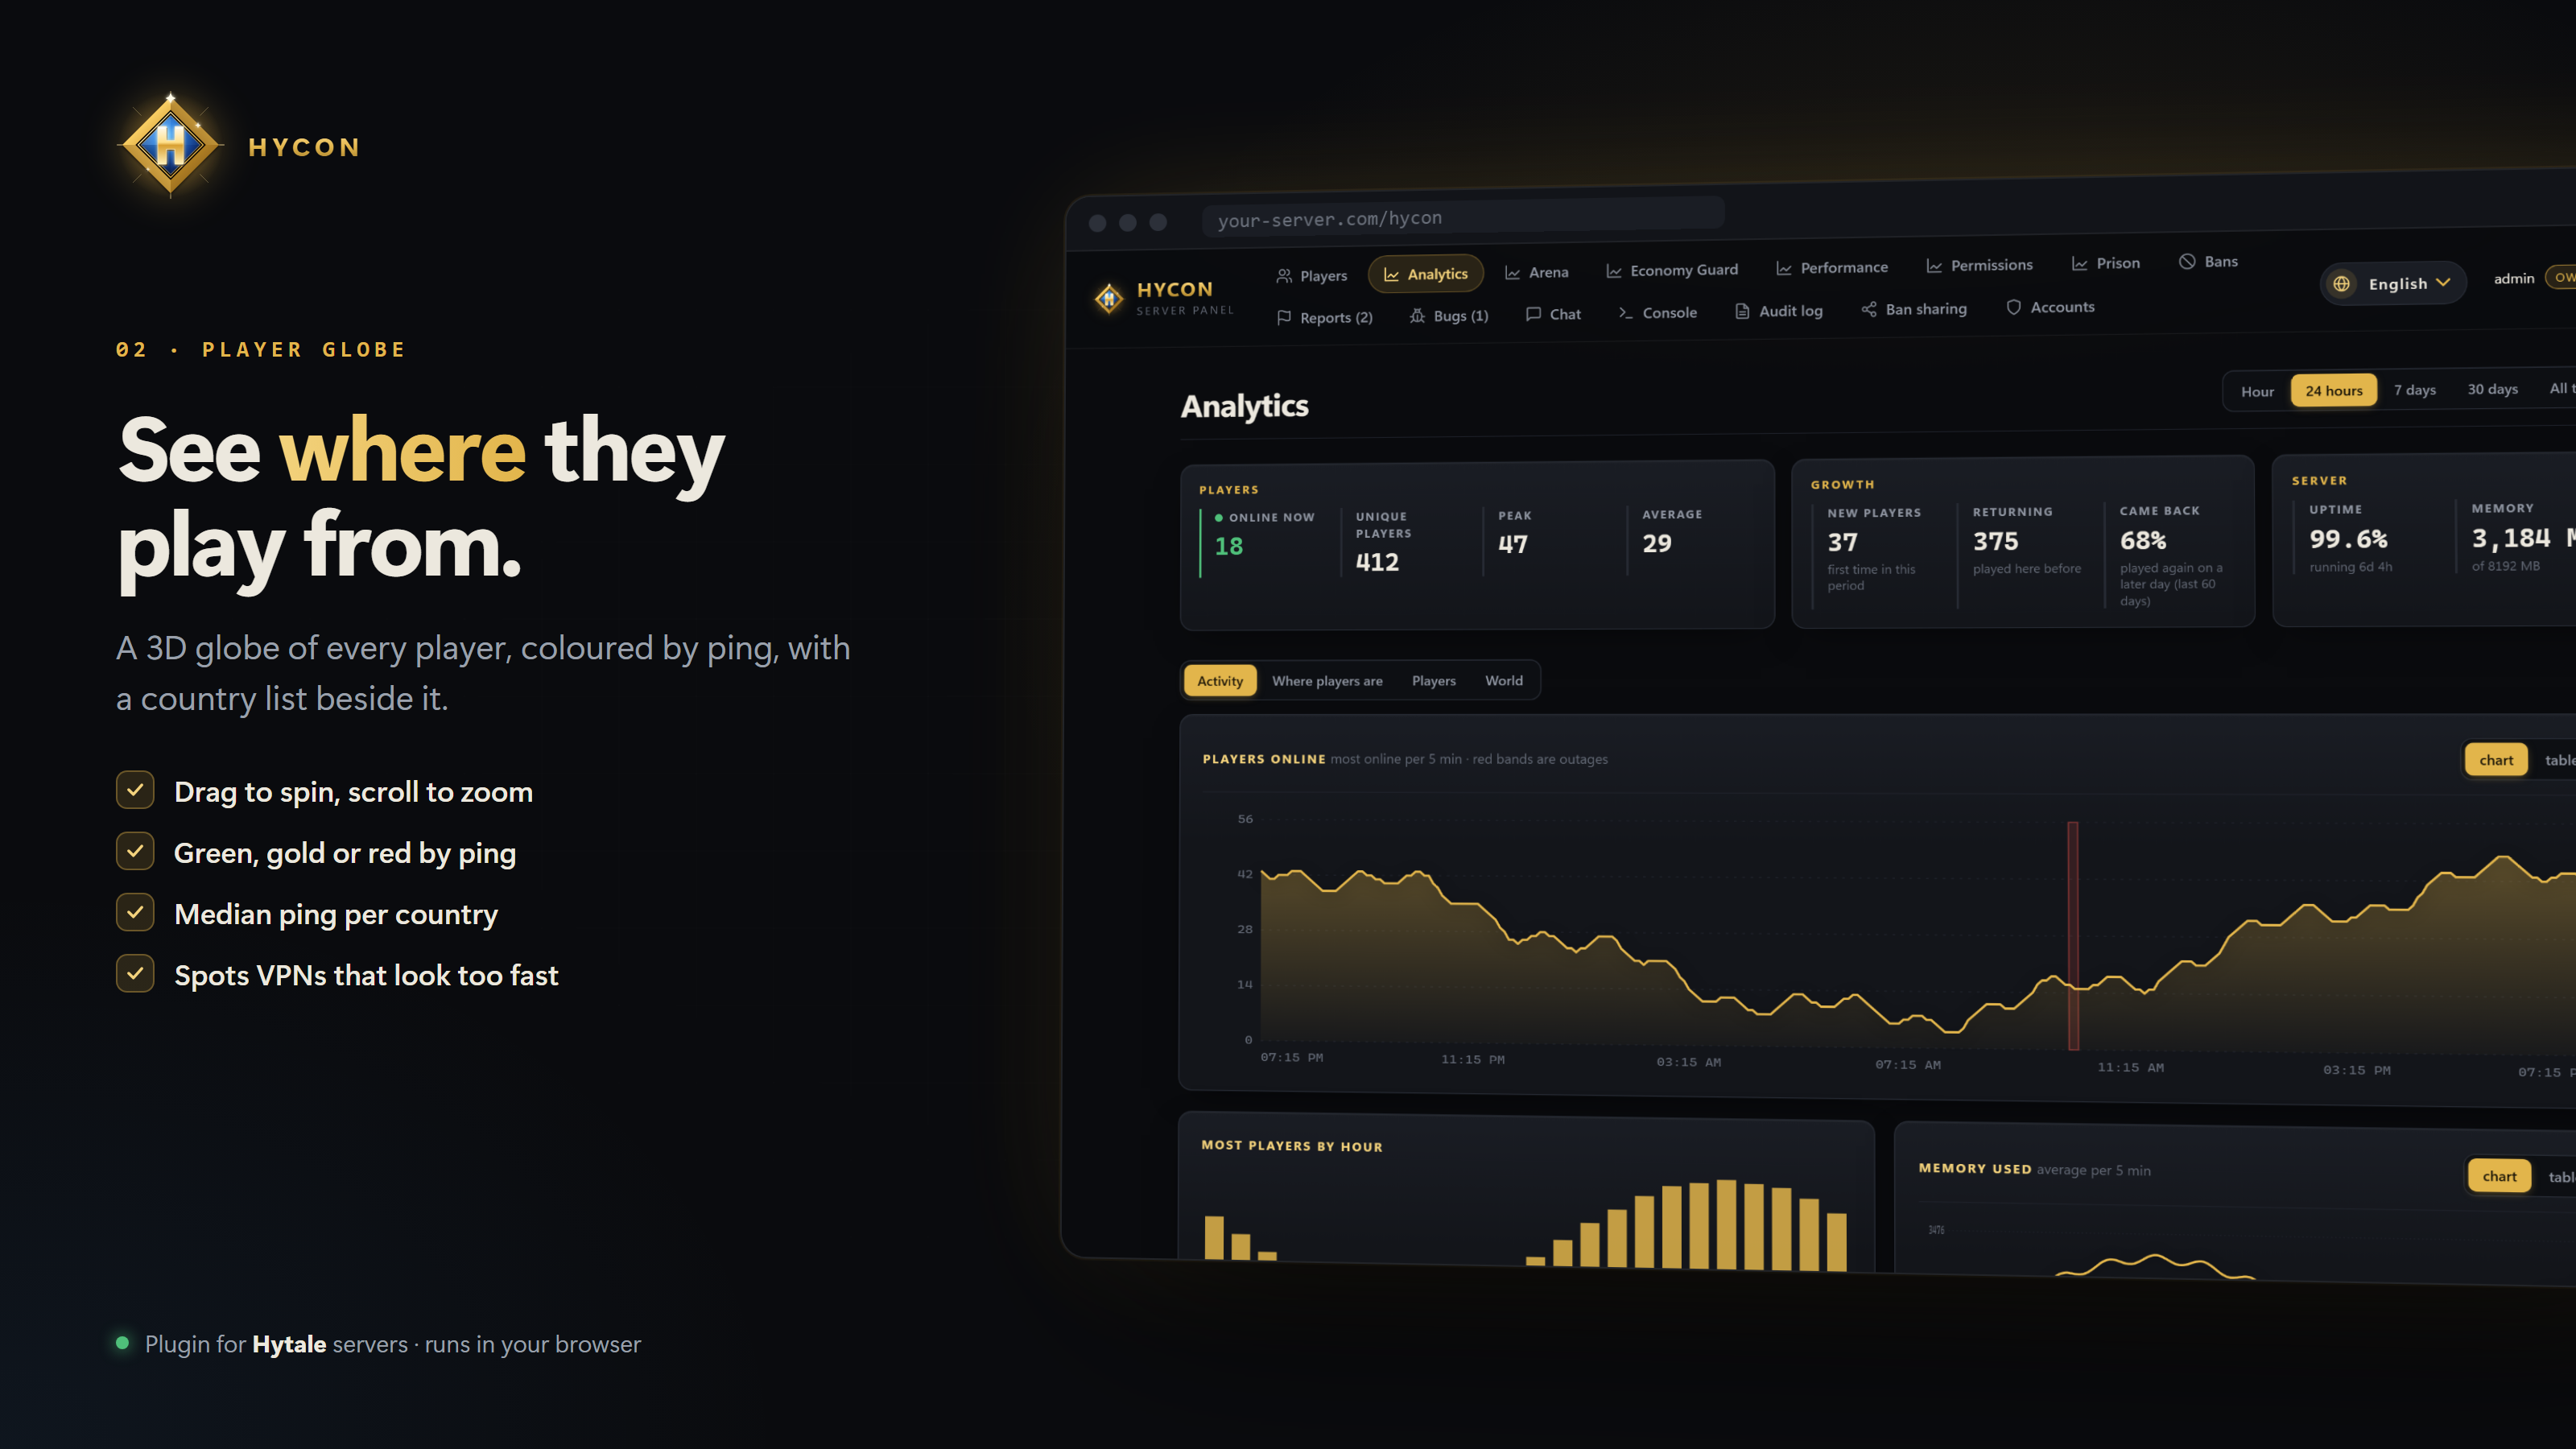 HYCON
02 · PLAYER GLOBE
See where they
play from.
A 3D globe of every player, coloured by ping, with
a country list beside it.
Drag to spin, scroll to zoom
Green, gold or red by ping
Median ping per country
Spots VPNs that look too fast
Plugin for Hytale servers · runs in your browser
your-server.com/hycon
HYCON
SERVER PANEL
Players Analytics Arena Economy Guard Performance Permissions Prison Bans
Reports (2) Bugs (1) Chat Console Audit log Ban sharing Accounts
English
admin
Analytics
Hour 24 hours 7 days 30 days All
PLAYERS
ONLINE NOW
18
UNIQUE
PLAYERS
412
PEAK
47
AVERAGE
29
GROWTH
NEW PLAYERS
37
first time in this
period
RETURNING
375
played here before
CAME BACK
68%
played again on a
later day (last 60
days)
SERVER
UPTIME
99.6%
running 6d 4h
MEMORY
3,184 M
of 8192 MB
Activity Where players are Players World
PLAYERS ONLINE most online per 5 min · red bands are outages
chart table
56
42
28
14
0
07:15 PM 11:15 PM 03:15 AM 07:15 AM 11:15 AM 03:15 PM 07:15 P
MOST PLAYERS BY HOUR
MEMORY USED average per 5 min
chart tabl
3476